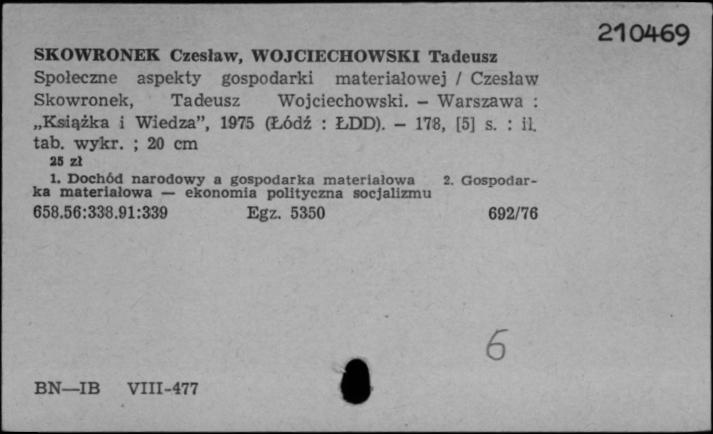 210469
SKOWRONEK Czesław, WOJCIECHOWSKI Tadeusz
Społeczne aspekty gospodarki materiałowej / Czesław
Skowronek, Tadeusz Wojciechowski. — Warszawa :
„Książka i Wiedza”, 1975 (Łódź : ŁDD). — 178, [5] s. : il.
tab. wykr. ; 20 cm
25 zł
1. Dochód narodowy a gospodarka materiałowa 2. Gospodar-
ka materiałowa — ekonomia polityczna socjalizmu
658.56:338.91:339 Egz. 5350 692/76
6
BN—IB VIII-477